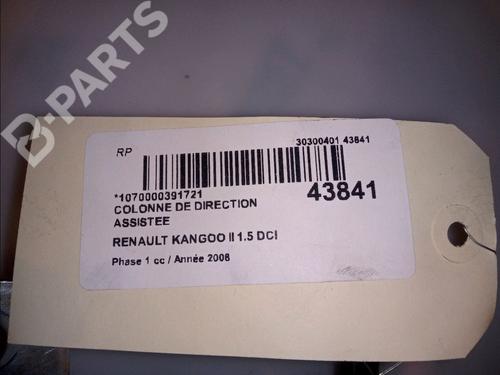 B-PARTS
RP
30300401 43841
*1070000391721
43841
COLONNE DE DIRECTION
ASSISTEE
RENAULT KANGOO II 1.5 DCI
Phase 1 cc / Année 2008